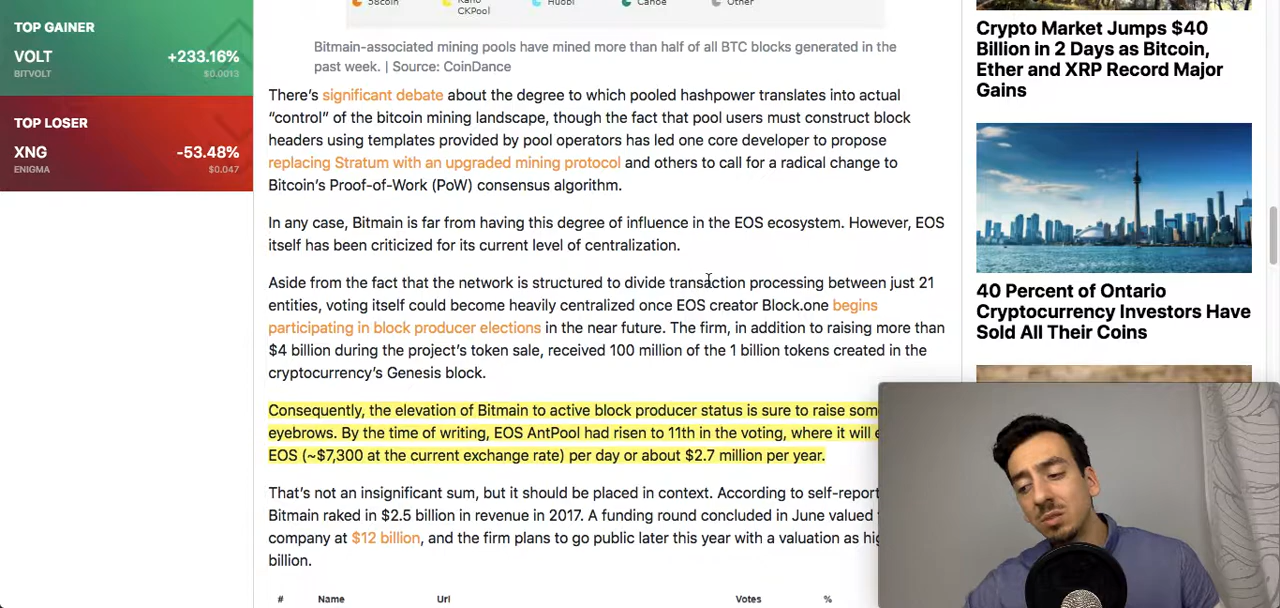 TOP GAINER
VOLT +233.16%
BITVOLT $0.0013
TOP LOSER
XNG -53.48%
ENIGMA $0.047
CKPool
Huobi
Canoe
Other
Bitmain-associated mining pools have mined more than half of all BTC blocks generated in the
past week. | Source: CoinDance
There’s significant debate about the degree to which pooled hashpower translates into actual
“control” of the bitcoin mining landscape, though the fact that pool users must construct block
headers using templates provided by pool operators has led one core developer to propose
replacing Stratum with an upgraded mining protocol and others to call for a radical change to
Bitcoin’s Proof-of-Work (PoW) consensus algorithm.
In any case, Bitmain is far from having this degree of influence in the EOS ecosystem. However, EOS
itself has been criticized for its current level of centralization.
Aside from the fact that the network is structured to divide transaction processing between just 21
entities, voting itself could become heavily centralized once EOS creator Block.one begins
participating in block producer elections in the near future. The firm, in addition to raising more than
$4 billion during the project’s token sale, received 100 million of the 1 billion tokens created in the
cryptocurrency’s Genesis block.
Consequently, the elevation of Bitmain to active block producer status is sure to raise some
eyebrows. By the time of writing, EOS AntPool had risen to 11th in the voting, where it will
EOS (~$7,300 at the current exchange rate) per day or about $2.7 million per year.
That’s not an insignificant sum, but it should be placed in context. According to self-report
Bitmain raked in $2.5 billion in revenue in 2017. A funding round concluded in June valued
company at $12 billion, and the firm plans to go public later this year with a valuation as
billion.
# Name Url Votes %
Crypto Market Jumps $40
Billion in 2 Days as Bitcoin,
Ether and XRP Record Major
Gains
40 Percent of Ontario
Cryptocurrency Investors Have
Sold All Their Coins